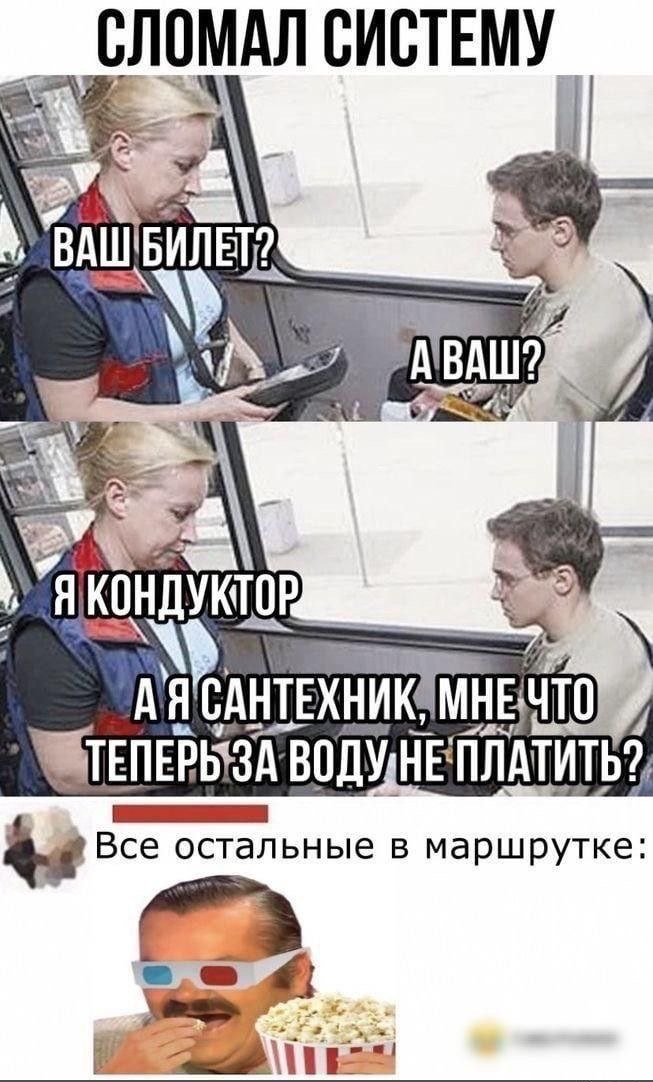 СЛОМАЛ СИСТЕМУ
ВАШ БИЛЕТ?
А ВАШ?
Я КОНДУКТОР
А Я САНТЕХНИК, МНЕ ЧТО
ТЕПЕРЬ ЗА ВОДУ НЕ ПЛАТИТЬ?
Все остальные в маршрутке: